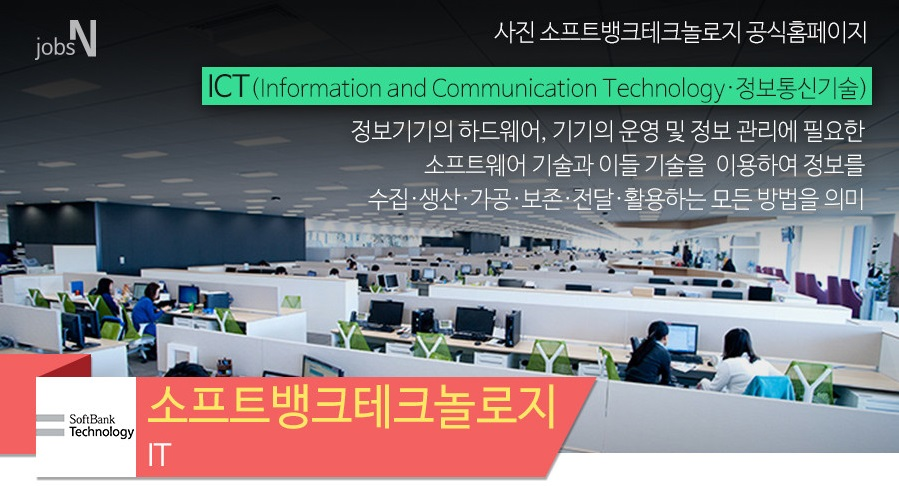 jobsN
사진 소프트뱅크테크놀로지 공식홈페이지
ICT (Information and Communication Technology·정보통신기술)
정보기기의 하드웨어, 기기의 운영 및 정보 관리에 필요한
소프트웨어 기술과 이들 기술을 이용하여 정보를
수집·생산·가공·보존·전달·활용하는 모든 방법을 의미
SoftBank
Technology
소프트뱅크테크놀로지
IT